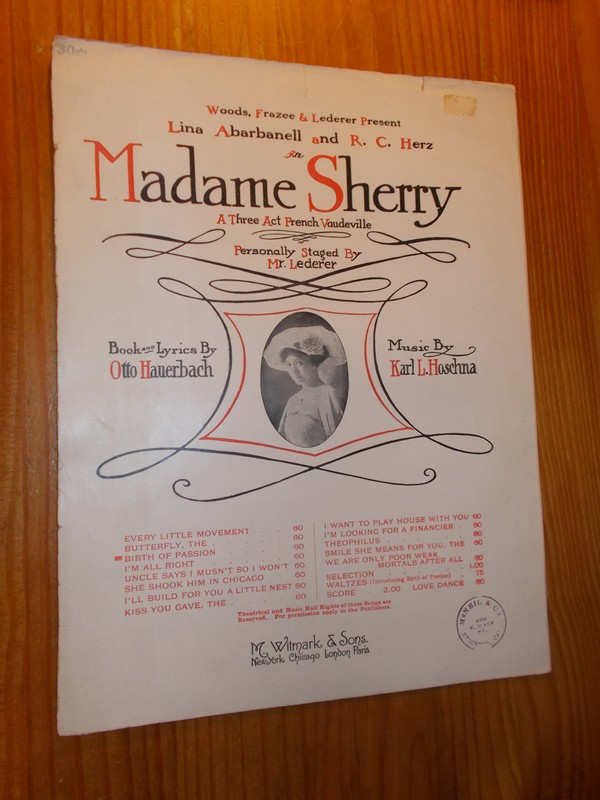 30
Woods, Frazee & Lederer Present
Lina Abarbanell and R. C. Herz
in
Madame Sherry
A Three Act French Vaudeville
Personally Staged By
Mr. Lederer
Book AND Lyrics By
Otto Hauerbach
Music By
Karl L. Hoschna
EVERY LITTLE MOVEMENT . . . 60
BUTTERFLY, THE . . . . . 60
BIRTH OF PASSION . . . . 60
I'M ALL RIGHT . . . . . 60
UNCLE SAYS I MUSN'T SO I WON'T 60
SHE SHOOK HIM IN CHICAGO . 60
I'LL BUILD FOR YOU A LITTLE NEST 60
KISS YOU GAVE, THE . . . . 60
I WANT TO PLAY HOUSE WITH YOU 60
I'M LOOKING FOR A FINANCIER . 60
THEOPHILUS . . . . . . 60
SMILE SHE MEANS FOR YOU, THE 60
WE ARE ONLY POOR WEAK
MORTALS AFTER ALL 60
SELECTION . . . . . . 1.00
WALTZES (Introducing Birth of Passion) . 75
SCORE 2.00 LOVE DANCE 60
Theatrical and Music Hall Rights of these Songs are
Reserved. For permission apply to the Publishers.
M. Witmark & Sons.
New York Chicago London Paris
& CO.